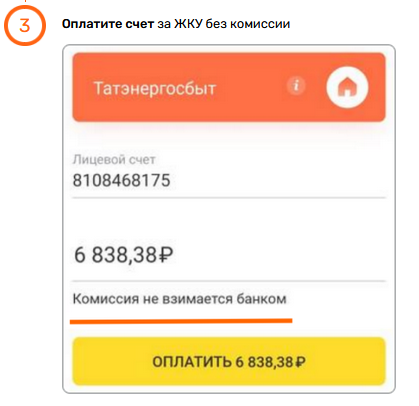 3
Оплатите счет за ЖКУ без комиссии
Татэнергосбыт
i
Лицевой счет
8108468175
6 838,38₽
Комиссия не взимается банком
ОПЛАТИТЬ 6 838,38₽